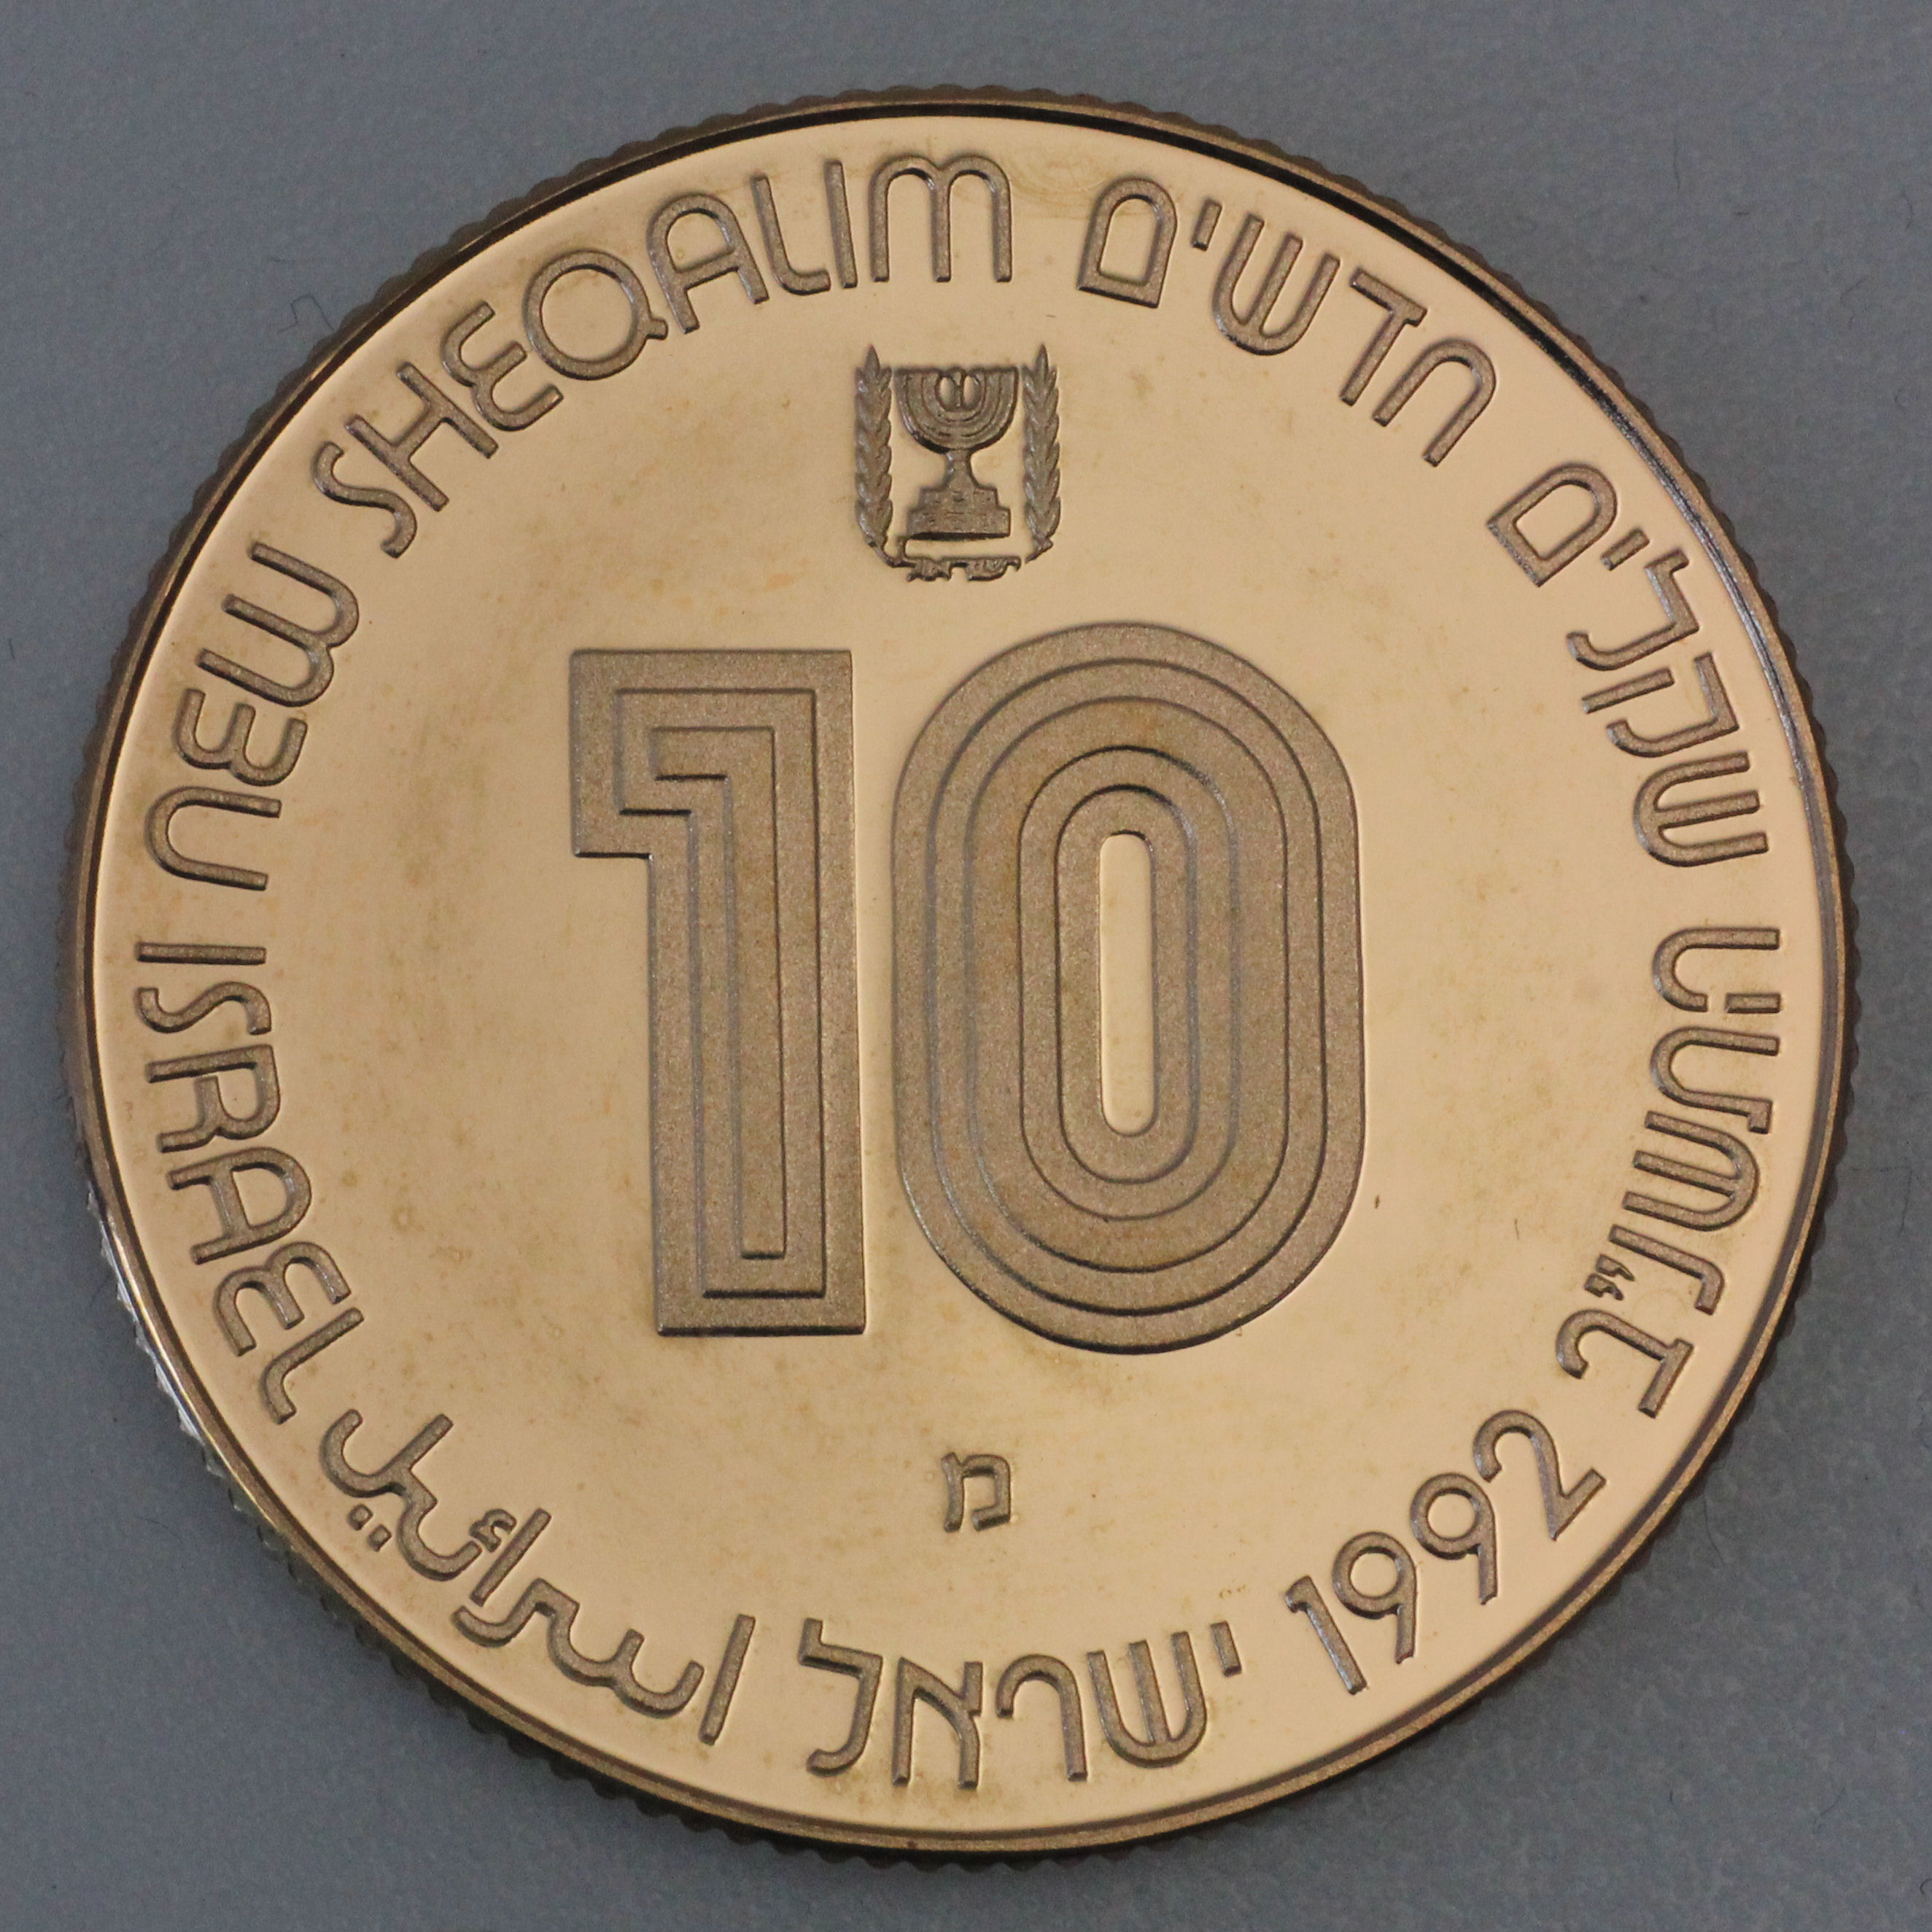 NEW SHEQALIM
שקלים חדשים
10
מ
התשנ"ב 1992
ישראל
اسرائيل
ISRAEL